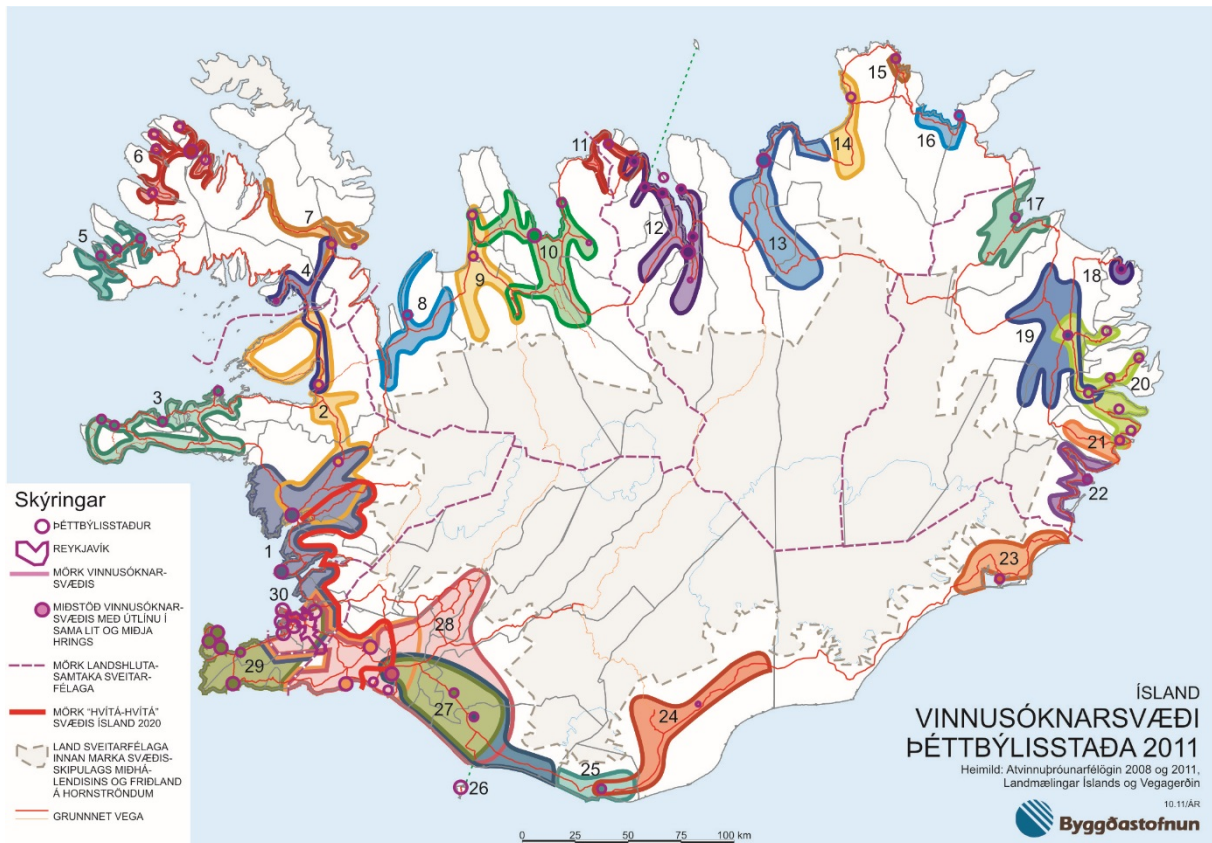 15
14
16
11
6
17
7
12
5
13
10
4
18
8
9
19
20
3
2
21
22
Skýringar
ÞÉTTBÝLISSTAÐUR
REYKJAVÍK
MÖRK VINNUSÓKNAR-
SVÆÐIS
MIÐSTÖÐ VINNUSÓKNAR-
SVÆÐIS MEÐ ÚTLÍNU Í
SAMA LIT OG MIÐJA
HRINGS
MÖRK LANDSHLUTA-
SAMTAKA SVEITAR-
FÉLAGA
MÖRK "HVÍTÁ-HVÍTÁ"
SVÆÐIS ÍSLAND 2020
LAND SVEITARFÉLAGA
INNAN MARKA SVÆÐIS-
SKIPULAGS MIÐHÁ-
LENDISINS OG FRIÐLAND
Á HORNSTRÖNDUM
GRUNNNET VEGA
1
23
30
28
29
27
24
25
26
ÍSLAND
VINNUSÓKNARSVÆÐI
ÞÉTTBÝLISSTAÐA 2011
Heimild: Atvinnuþróunarfélögin 2008 og 2011,
Landmælingar Íslands og Vegagerðin
10.11/ÁR
Byggðastofnun
0 25 50 75 100 km